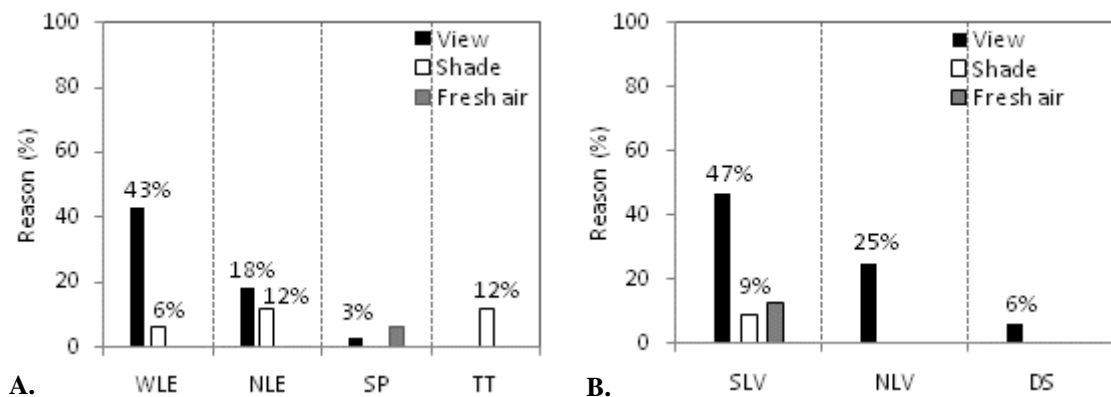 100
80
60
40
20
0
Reason (%)
View
Shade
Fresh air
43%
6%
18%
12%
3%
12%
WLE NLE SP TT
A.
100
80
60
40
20
0
Reason (%)
View
Shade
Fresh air
47%
9%
25%
6%
SLV NLV DS
B.